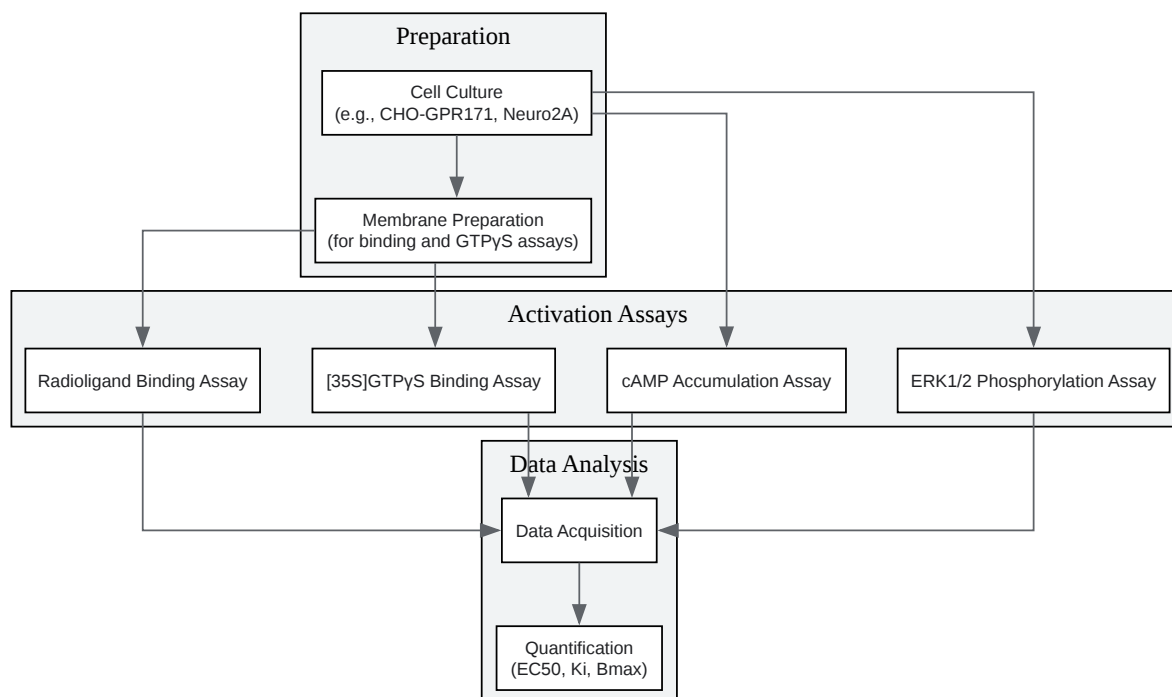 Preparation
Cell Culture
(e.g., CHO-GPR171, Neuro2A)
Membrane Preparation
(for binding and GTPγS assays)
Activation Assays
Radioligand Binding Assay
[35S]GTPγS Binding Assay
cAMP Accumulation Assay
ERK1/2 Phosphorylation Assay
Data Analysis
Data Acquisition
Quantification
(EC50, Ki, Bmax)